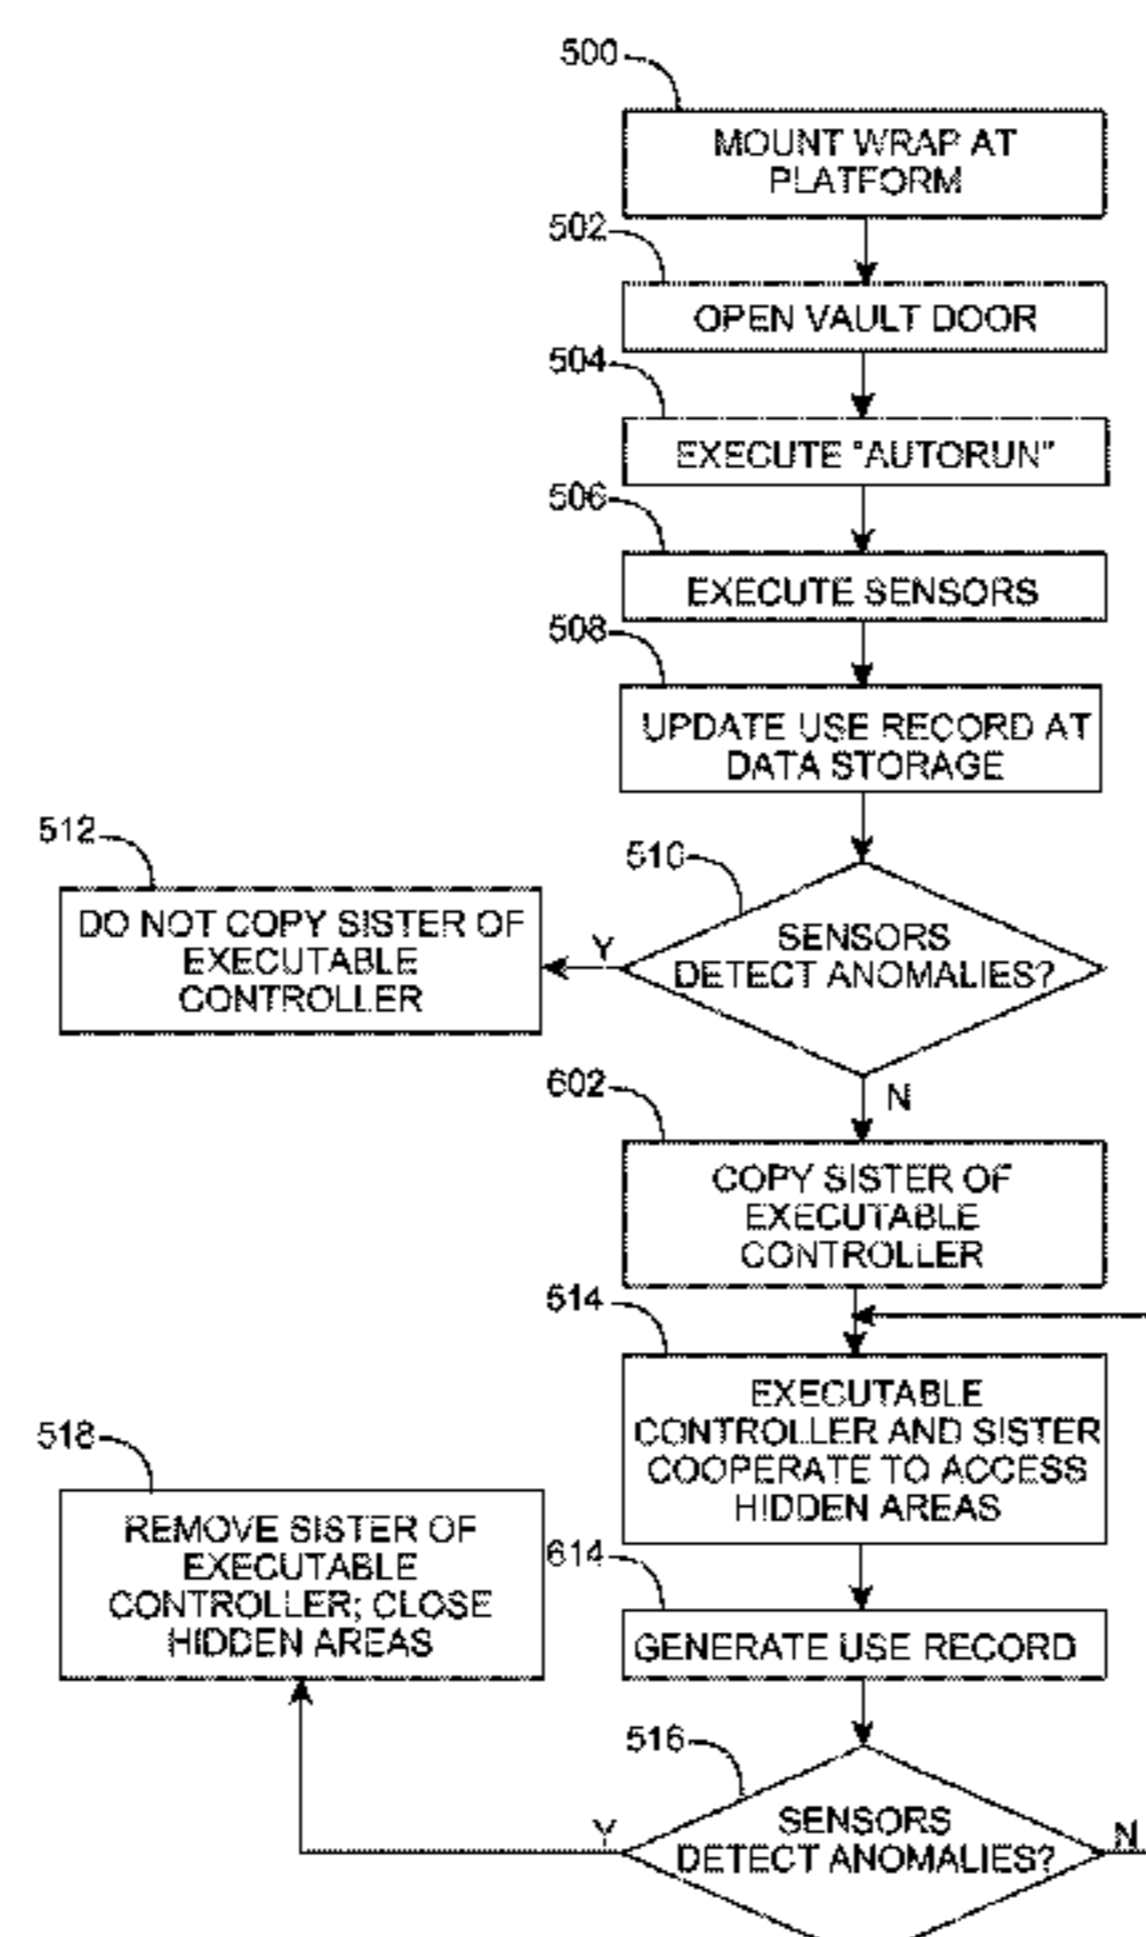 500
MOUNT WRAP AT
PLATFORM
502
OPEN VAULT DOOR
504
EXECUTE "AUTORUN"
506
EXECUTE SENSORS
508
UPDATE USE RECORD AT
DATA STORAGE
510
SENSORS
DETECT ANOMALIES?
Y
512
DO NOT COPY SISTER OF
EXECUTABLE
CONTROLLER
N
602
COPY SISTER OF
EXECUTABLE
CONTROLLER
514
EXECUTABLE
CONTROLLER AND SISTER
COOPERATE TO ACCESS
HIDDEN AREAS
518
REMOVE SISTER OF
EXECUTABLE
CONTROLLER; CLOSE
HIDDEN AREAS
614
GENERATE USE RECORD
516
SENSORS
DETECT ANOMALIES?
Y
N